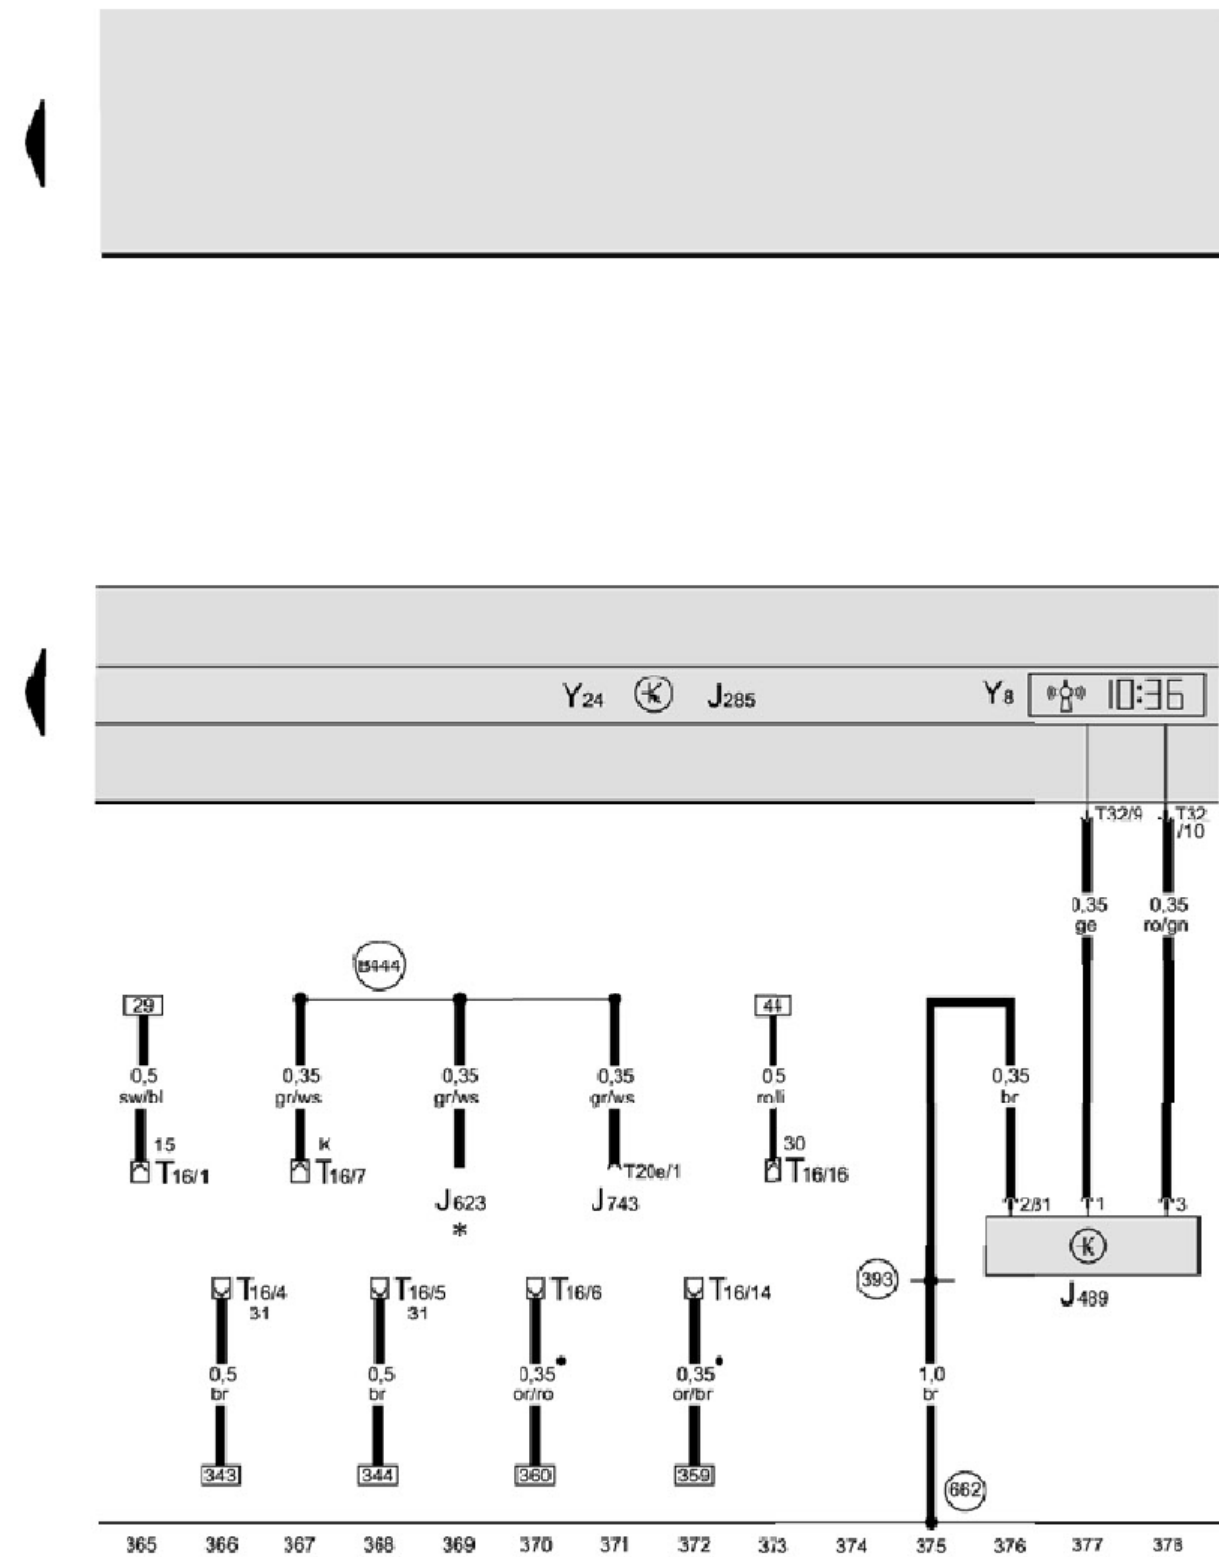 Y24 J285 Y8 10:36
T32/9 T32
/10
0,35 0,35
ge ro/gn
B444
29 44
0,5 0,35 0,35 0,35 0,5 0,35
sw/bl gr/ws gr/ws gr/ws ro/li br
15 K 30
T16/1 T16/7 T20e/1 T16/16
J623 J743 T2/31 1 3
*
393
T16/4 T16/5 T16/6 T16/14
31 31
J489
0,5 0,5 0,35 0,35 1,0
br br or/ro or/br br
343 344 360 359
662
365 366 367 368 369 370 371 372 373 374 375 376 377 378